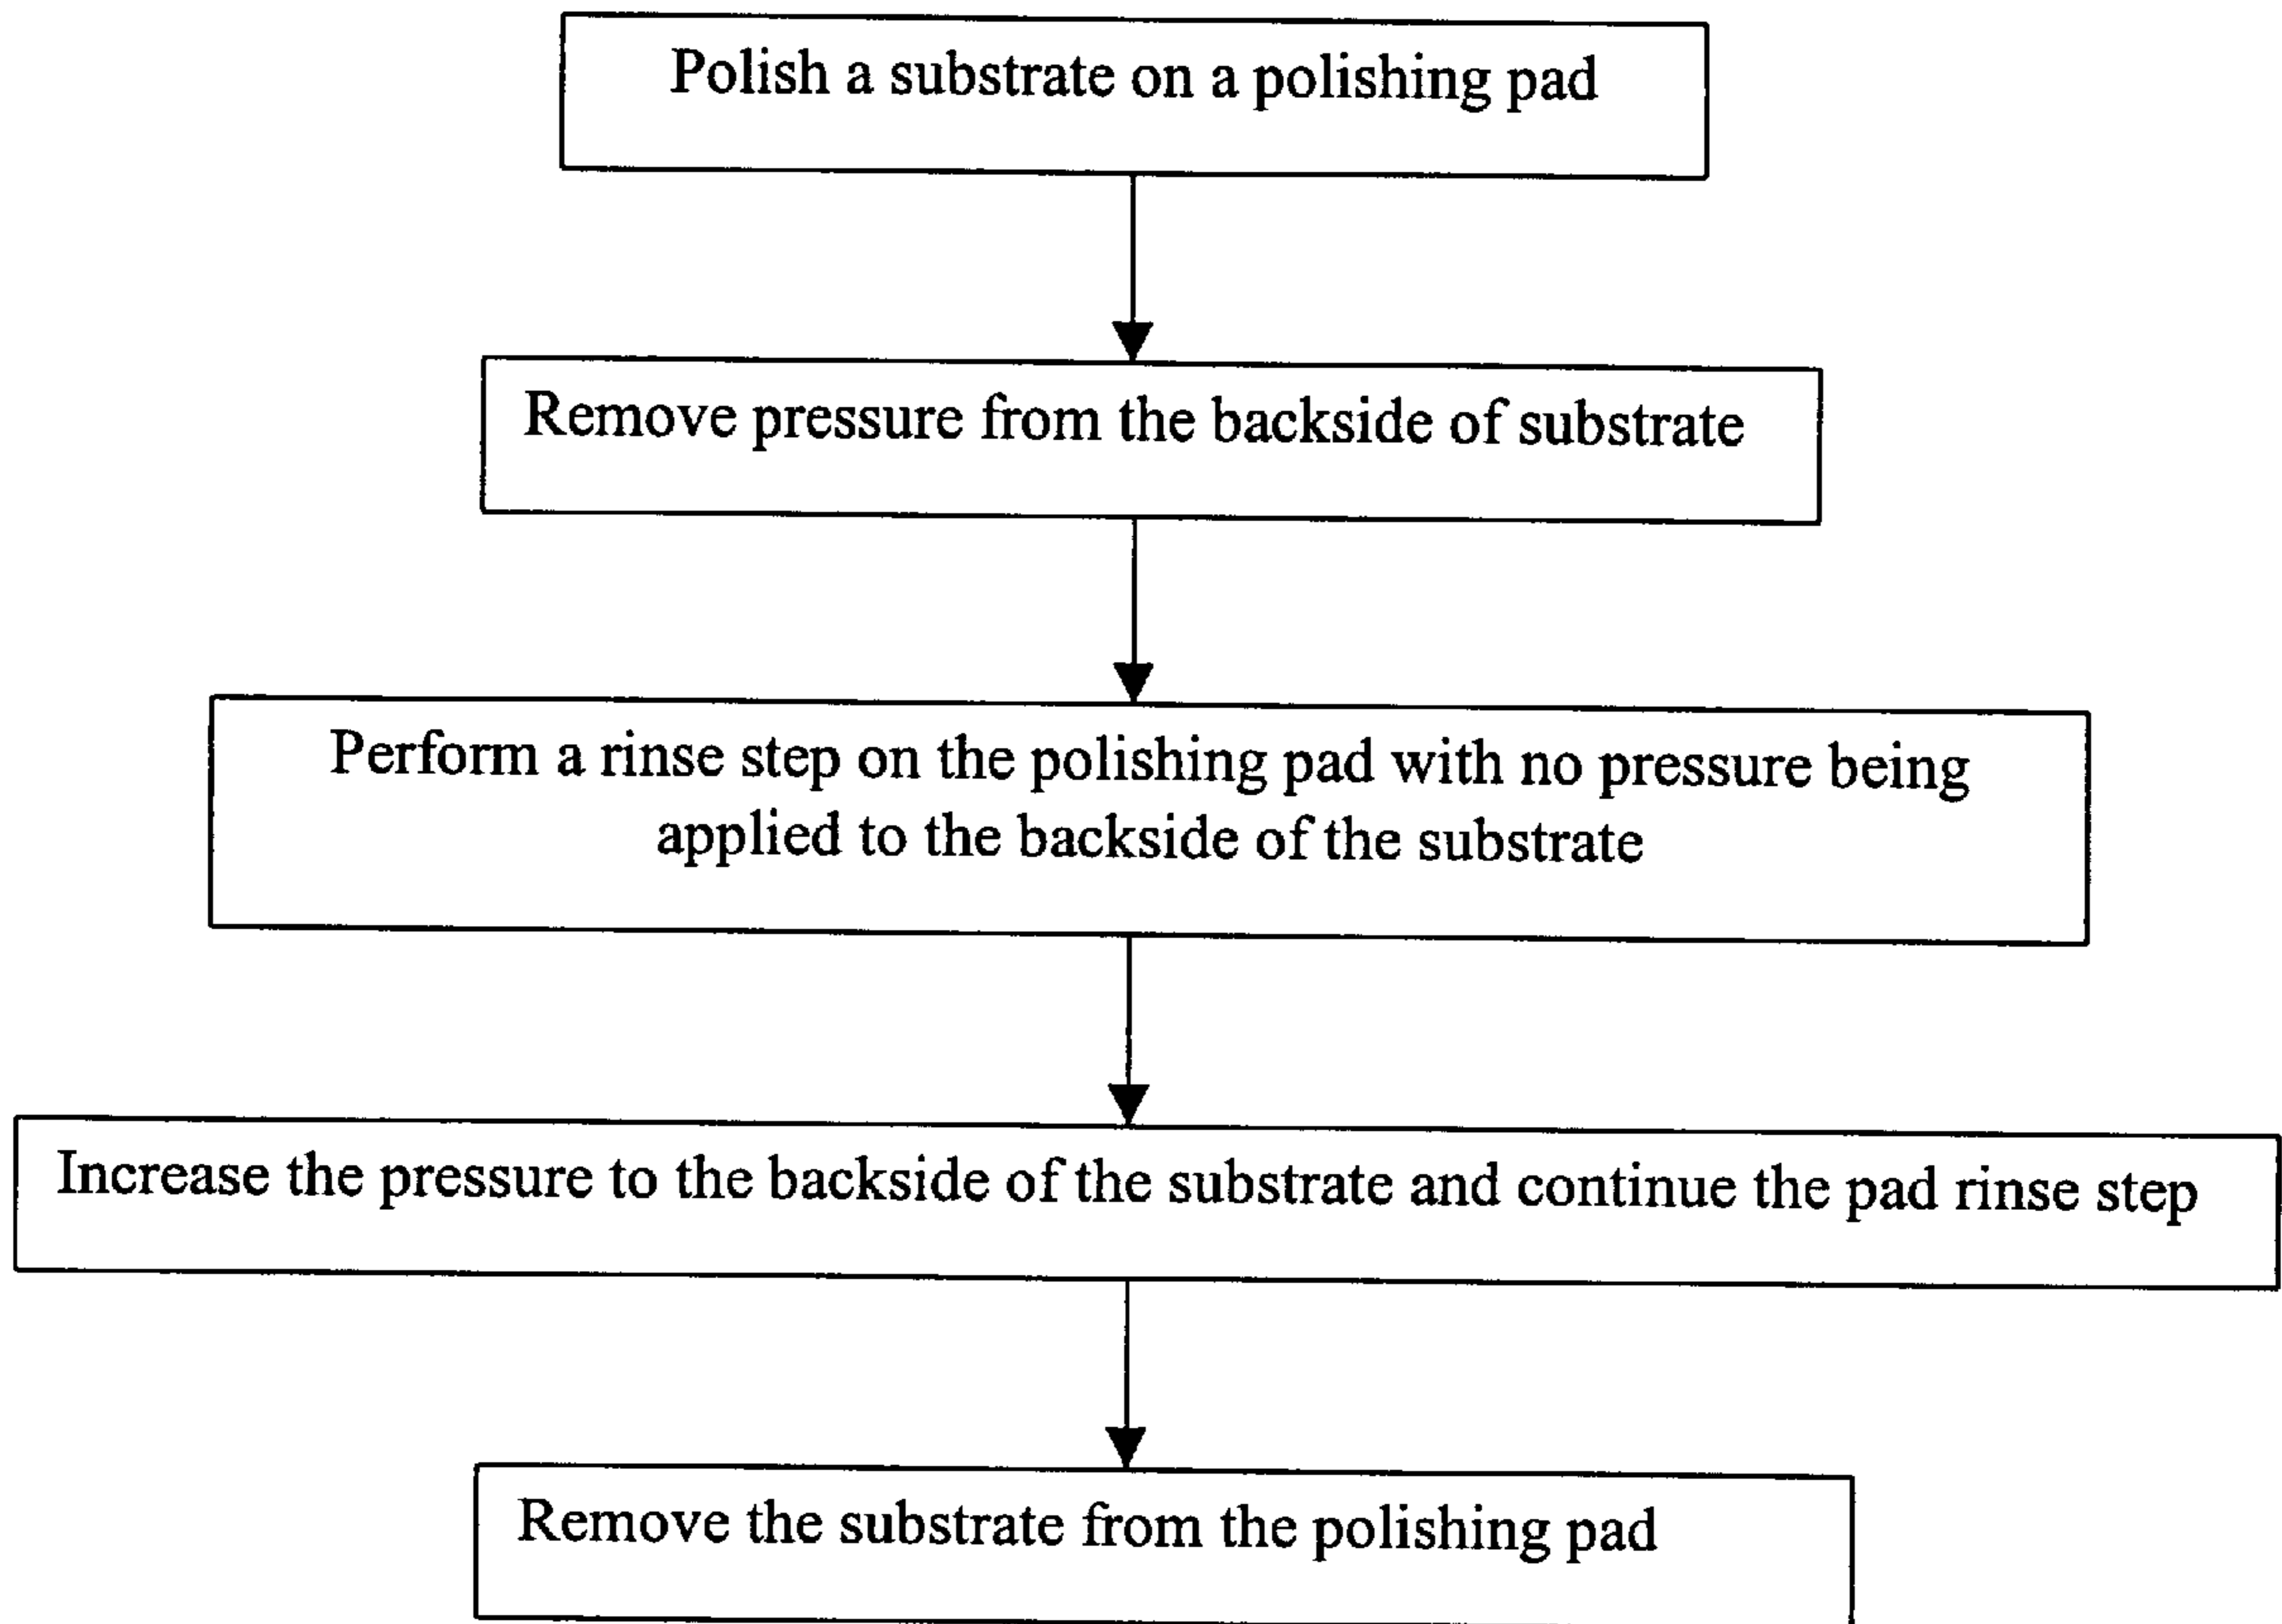 Polish a substrate on a polishing pad
Remove pressure from the backside of substrate
Perform a rinse step on the polishing pad with no pressure being
applied to the backside of the substrate
Increase the pressure to the backside of the substrate and continue the pad rinse step
Remove the substrate from the polishing pad